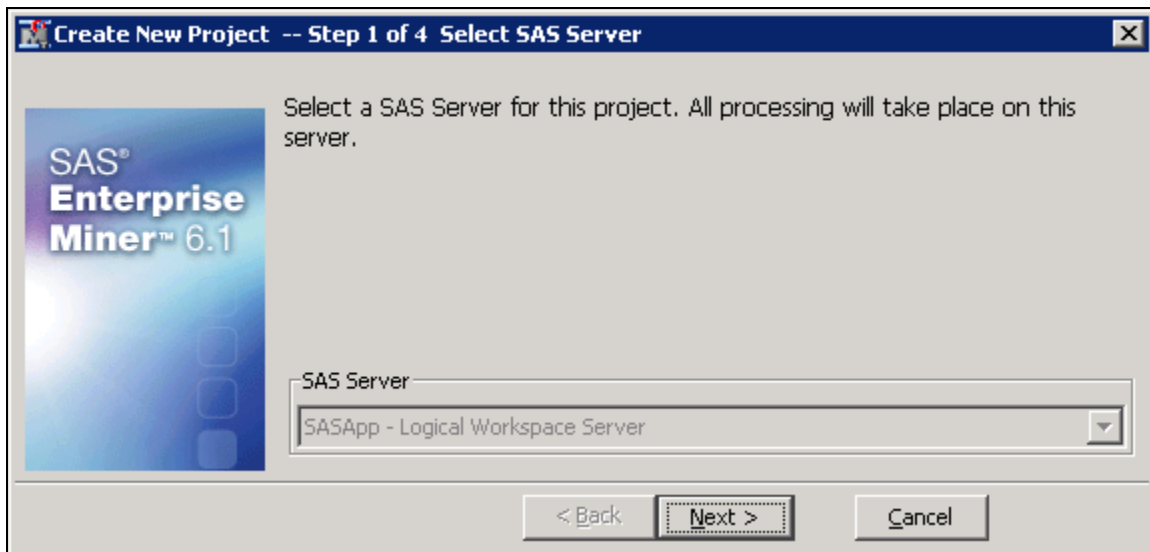 Create New Project -- Step 1 of 4 Select SAS Server
Select a SAS Server for this project. All processing will take place on this
server.
SAS®
Enterprise
Miner™ 6.1
SAS Server
SASApp - Logical Workspace Server
< Back
Next >
Cancel